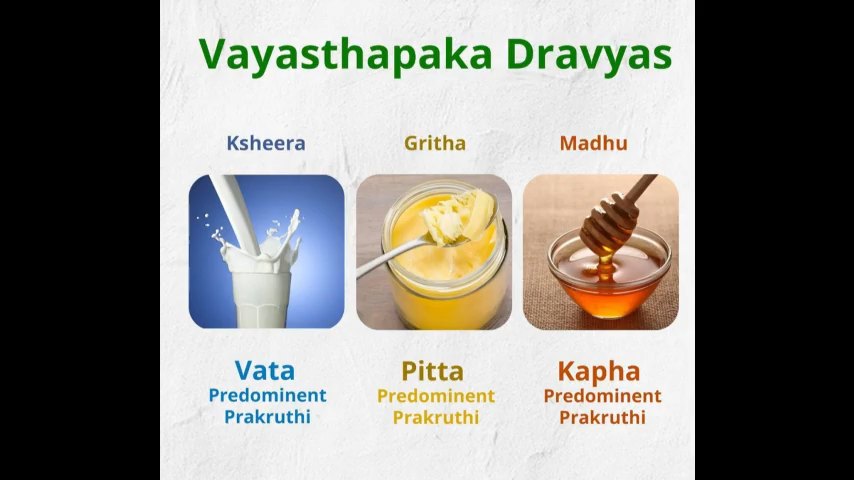 Vayasthapaka Dravyas
Ksheera
Gritha
Madhu
Vata
Predominent
Prakruthi
Pitta
Predominent
Prakruthi
Kapha
Predominent
Prakruthi